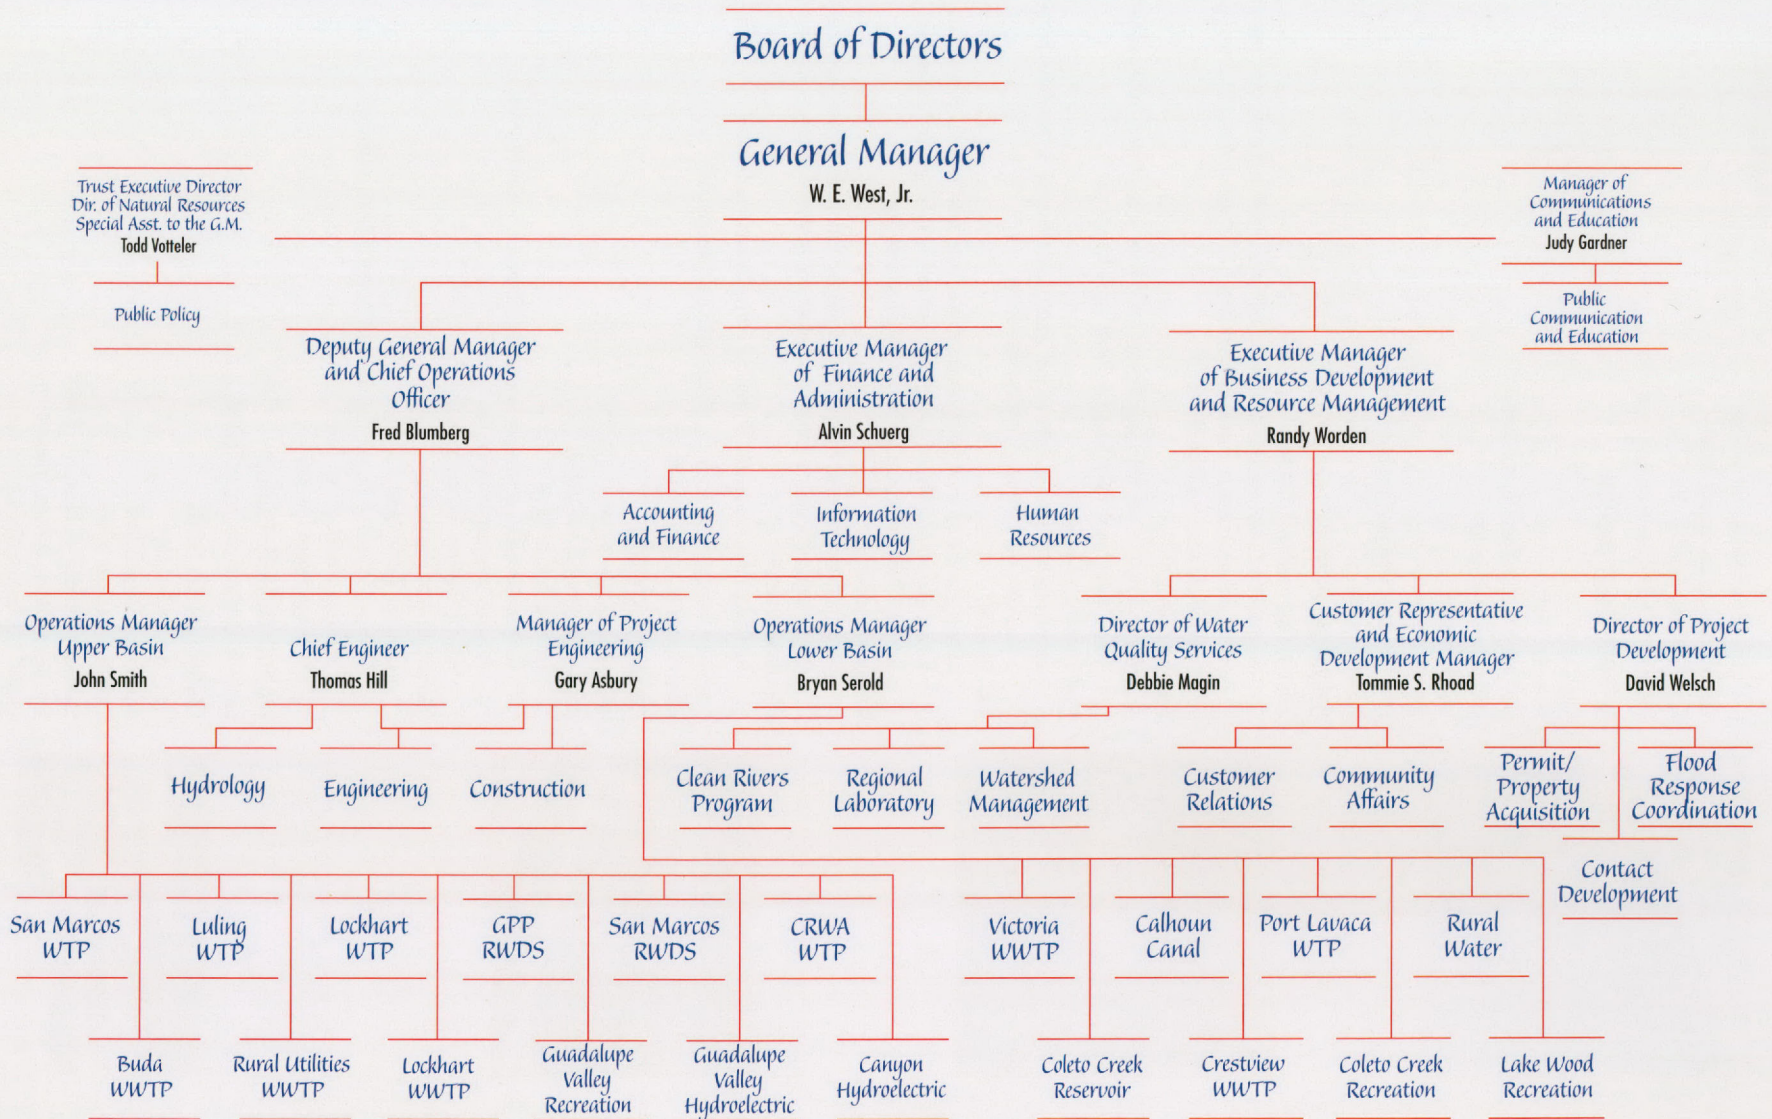 Board of Directors
General Manager
W. E. West, Jr.
Trust Executive Director
Dir. of Natural Resources
Special Asst. to the G.M.
Todd Votteler
Public Policy
Manager of
Communications
and Education
Judy Gardner
Public
Communication
and Education
Deputy General Manager
and Chief Operations
Officer
Fred Blumberg
Executive Manager
of Finance and
Administration
Alvin Schuerg
Executive Manager
of Business Development
and Resource Management
Randy Worden
Accounting
and Finance
Information
Technology
Human
Resources
Operations Manager
Upper Basin
John Smith
Chief Engineer
Thomas Hill
Manager of Project
Engineering
Gary Asbury
Operations Manager
Lower Basin
Bryan Serold
Director of Water
Quality Services
Debbie Magin
Customer Representative
and Economic
Development Manager
Tommie S. Rhoad
Director of Project
Development
David Welsch
Hydrology
Engineering
Construction
Clean Rivers
Program
Regional
Laboratory
Watershed
Management
Customer
Relations
Community
Affairs
Permit/
Property
Acquisition
Flood
Response
Coordination
Contact
Development
San Marcos
WTP
Luling
WTP
Lockhart
WTP
GPP
RWDS
San Marcos
RWDS
CRWA
WTP
Victoria
WWTP
Calhoun
Canal
Port Lavaca
WTP
Rural
Water
Buda
WWTP
Rural Utilities
WWTP
Lockhart
WWTP
Guadalupe
Valley
Recreation
Guadalupe
Valley
Hydroelectric
Canyon
Hydroelectric
Coleto Creek
Reservoir
Crestview
WWTP
Coleto Creek
Recreation
Lake Wood
Recreation